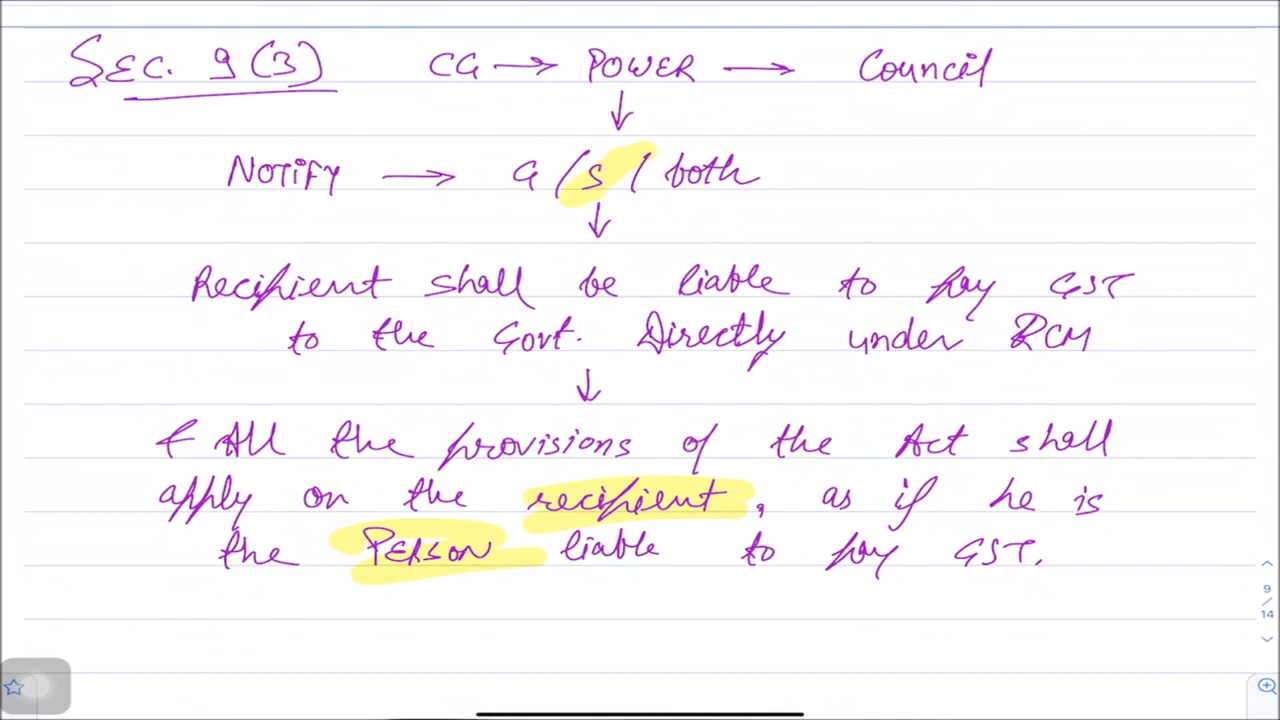 SEC. 9(3) CG → POWER → Council
↓
NOTIFY → G/S/both
↓
Recipient shall be liable to pay GST
to the Govt. Directly under RCM
↓
& All the provisions of the Act shall
apply on the recipient, as if he is
the PERSON liable to pay GST.
9
/
14